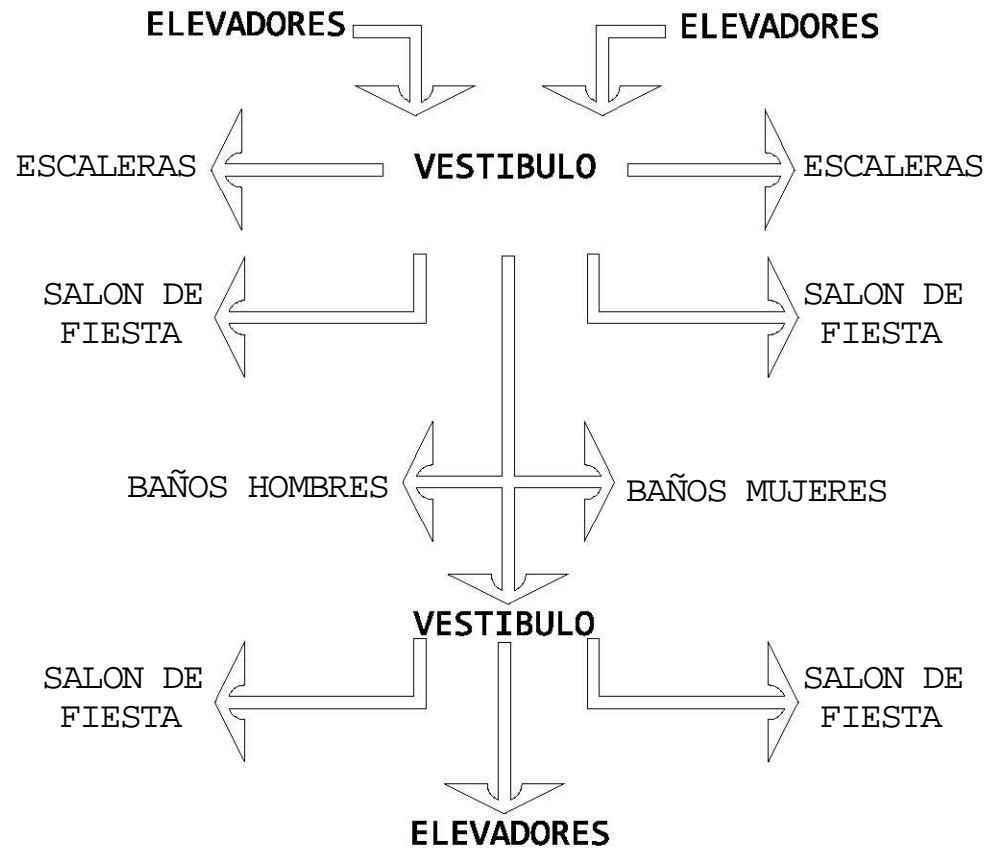 ELEVADORES
ELEVADORES
ESCALERAS
VESTIBULO
ESCALERAS
SALON DE
FIESTA
SALON DE
FIESTA
BAÑOS HOMBRES
BAÑOS MUJERES
VESTIBULO
SALON DE
FIESTA
SALON DE
FIESTA
ELEVADORES